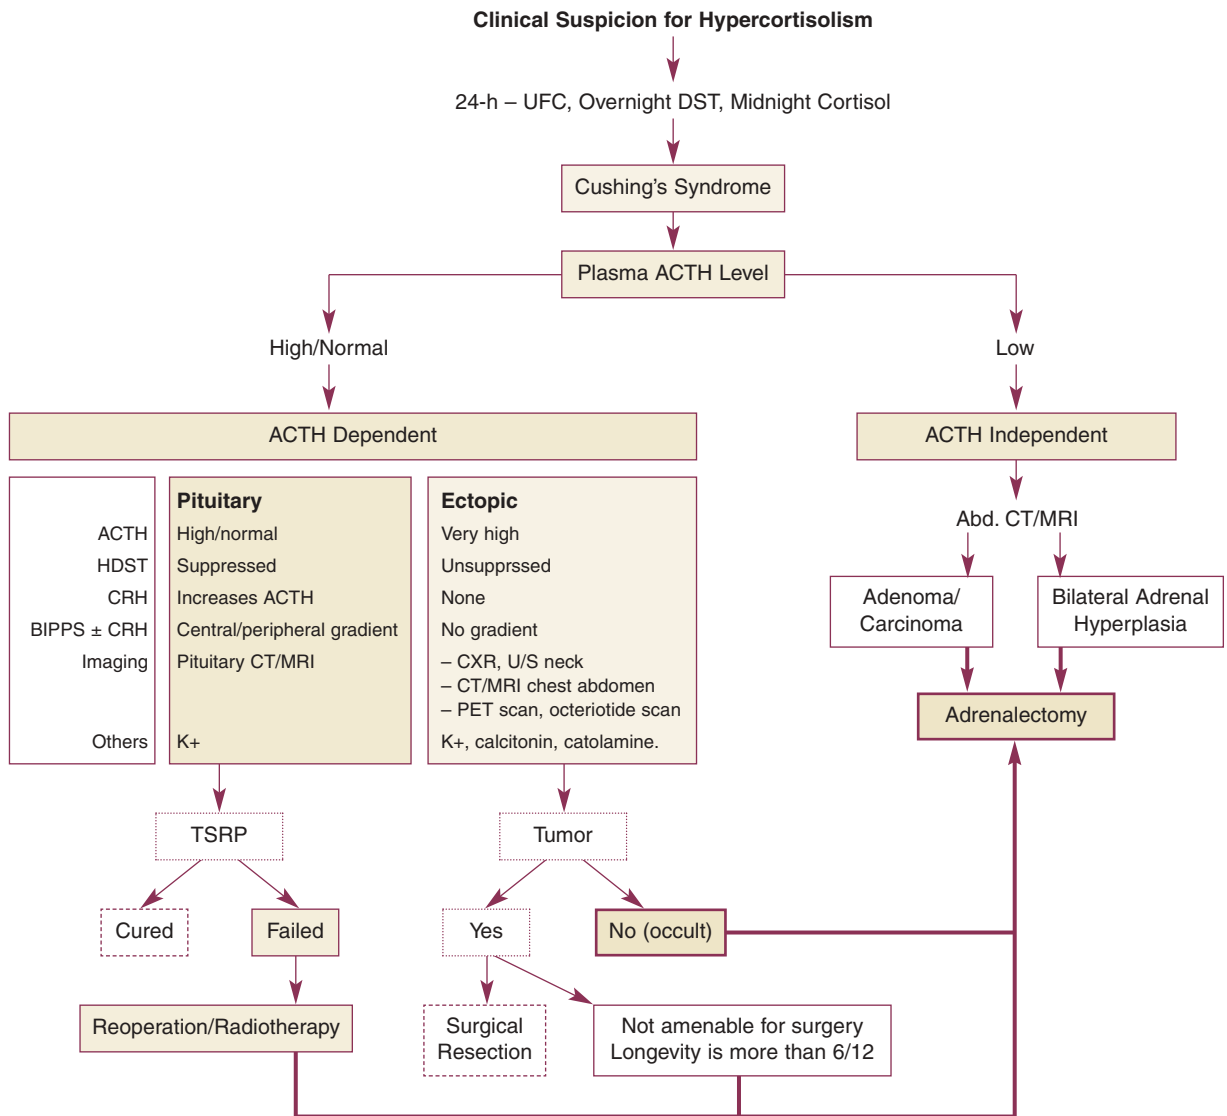 Clinical Suspicion for Hypercortisolism
24-h – UFC, Overnight DST, Midnight Cortisol
Cushing's Syndrome
Plasma ACTH Level
High/Normal
Low
ACTH Dependent
ACTH Independent
Pituitary
Ectopic
ACTH
High/normal
Very high
HDST
Suppressed
Unsupprssed
CRH
Increases ACTH
None
BIPPS ± CRH
Central/peripheral gradient
No gradient
Imaging
Pituitary CT/MRI
– CXR, U/S neck
– CT/MRI chest abdomen
– PET scan, octeriotide scan
Others
K+
K+, calcitonin, catolamine.
Abd. CT/MRI
Adenoma/
Carcinoma
Bilateral Adrenal
Hyperplasia
Adrenalectomy
TSRP
Tumor
Cured
Failed
Yes
No (occult)
Reoperation/Radiotherapy
Surgical
Resection
Not amenable for surgery
Longevity is more than 6/12